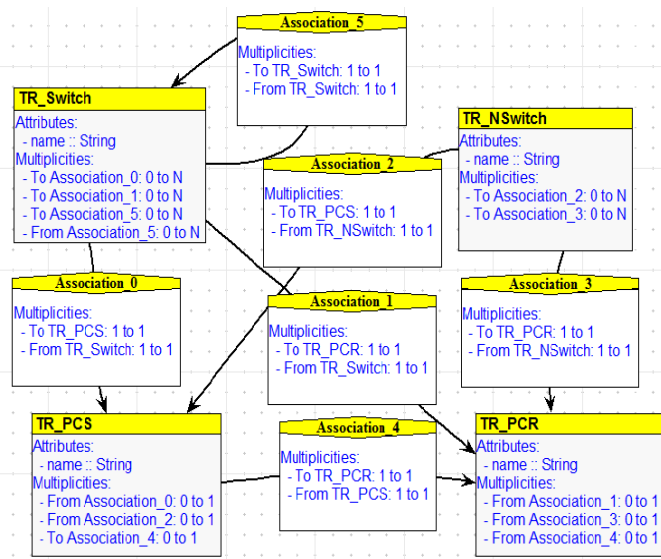 Association_5
Multiplicities:
- To TR_Switch: 1 to 1
- From TR_Switch: 1 to 1
TR_Switch
Attributes:
- name :: String
Multiplicities:
- To Association_0: 0 to N
- To Association_1: 0 to N
- To Association_5: 0 to N
- From Association_5: 0 to N
TR_NSwitch
Attributes:
- name :: String
Multiplicities:
- To Association_2: 0 to N
- To Association_3: 0 to N
Association_2
Multiplicities:
- To TR_PCS: 1 to 1
- From TR_NSwitch: 1 to 1
Association_0
Multiplicities:
- To TR_PCS: 1 to 1
- From TR_Switch: 1 to 1
Association_1
Multiplicities:
- To TR_PCR: 1 to 1
- From TR_Switch: 1 to 1
Association_3
Multiplicities:
- To TR_PCR: 1 to 1
- From TR_NSwitch: 1 to 1
TR_PCS
Attributes:
- name :: String
Multiplicities:
- From Association_0: 0 to 1
- From Association_2: 0 to 1
- To Association_4: 0 to 1
Association_4
Multiplicities:
- To TR_PCR: 1 to 1
- From TR_PCS: 1 to 1
TR_PCR
Attributes:
- name :: String
Multiplicities:
- From Association_1: 0 to 1
- From Association_3: 0 to 1
- From Association_4: 0 to 1